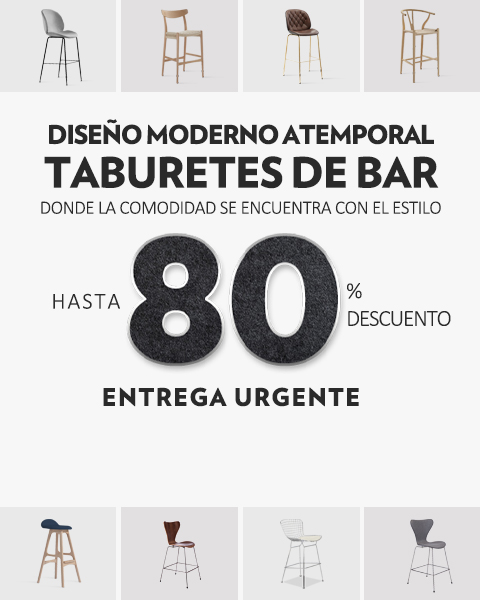 DISEÑO MODERNO ATEMPORAL
TABURETES DE BAR
DONDE LA COMODIDAD SE ENCUENTRA CON EL ESTILO
HASTA 80 % DESCUENTO
ENTREGA URGENTE